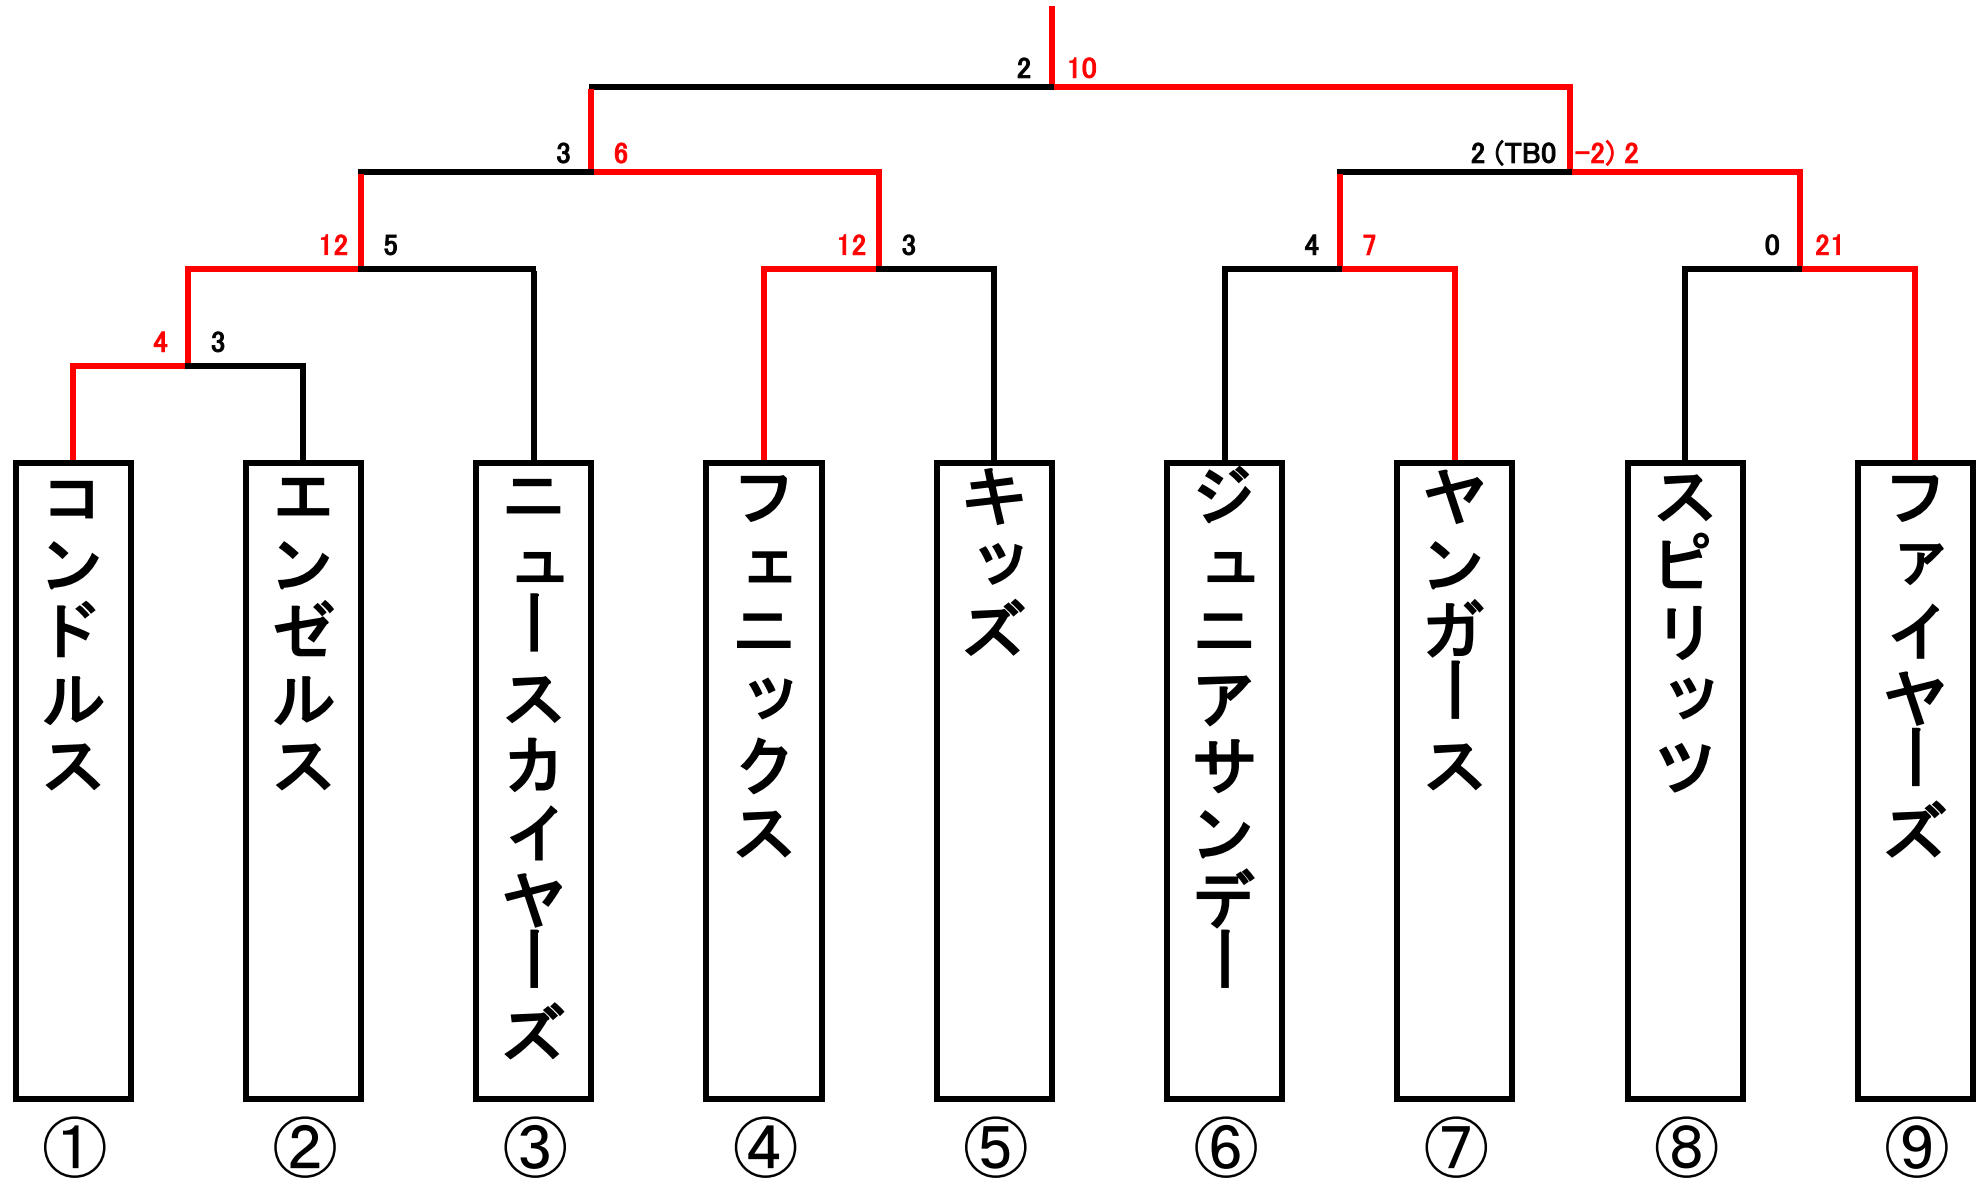 2 10
3 6
2 (TB0 -2) 2
12 5
12 3
4 7
0 21
4 3
コンドルス
エンゼルス
ニュースカイヤーズ
フェニックス
キッズ
ジュニアサンデー
ヤンガース
スピリッツ
ファイヤーズ
① ② ③ ④ ⑤ ⑥ ⑦ ⑧ ⑨